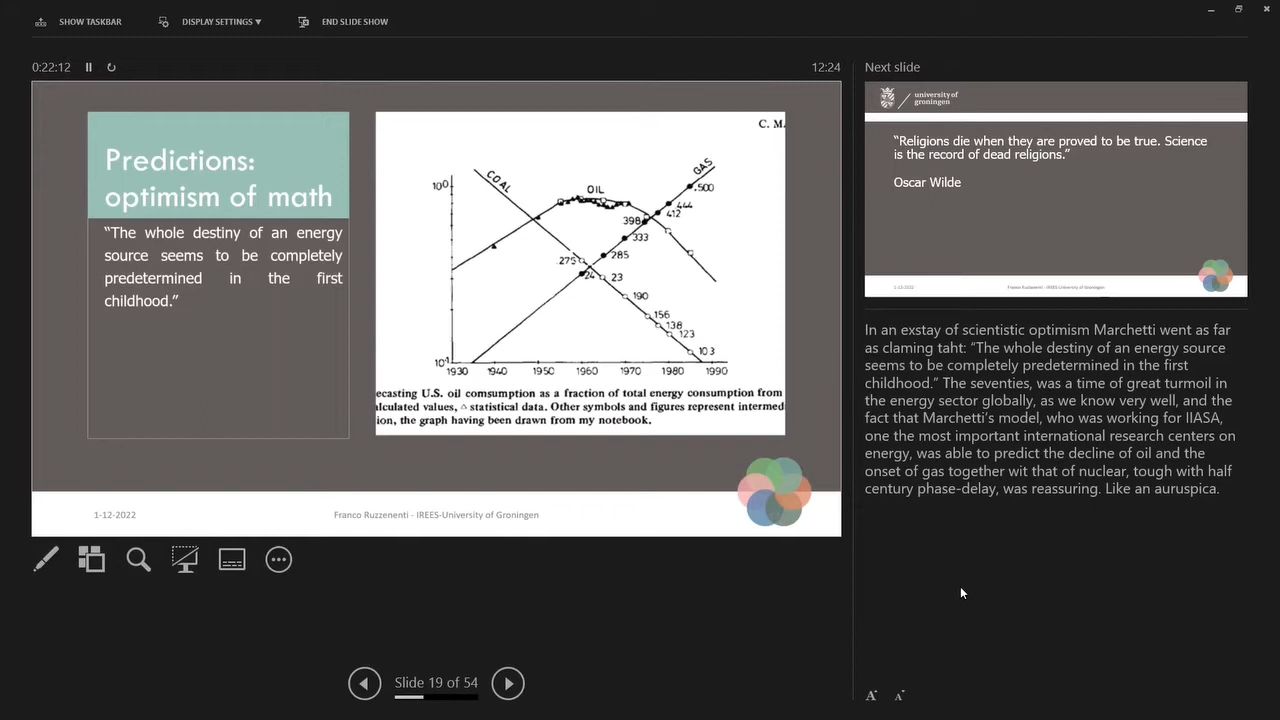 SHOW TASKBAR
DISPLAY SETTINGS ▼
END SLIDE SHOW
0:22:12
12:24
Predictions:
optimism of math
“The whole destiny of an energy
source seems to be completely
predetermined in the first
childhood.”
C. M.
COAL
OIL
GAS
10⁰
.500
444
412
398
333
285
.275
24
23
190
156
138
123
103
10⁻¹
1930 1940 1950 1960 1970 1980 1990
ecasting U.S. oil comsumption as a fraction of total energy consumption from
lculated values, △ statistical data. Other symbols and figures represent intermed
ion, the graph having been drawn from my notebook.
1-12-2022
Franco Ruzzenenti - IREES-University of Groningen
Slide 19 of 54
Next slide
university of
groningen
“Religions die when they are proved to be true. Science
is the record of dead religions.”
Oscar Wilde
1-12-2022
Franco Ruzzenenti - IREES-University of Groningen
In an exstay of scientistic optimism Marchetti went as far
as claming taht: “The whole destiny of an energy source
seems to be completely predetermined in the first
childhood.” The seventies, was a time of great turmoil in
the energy sector globally, as we know very well, and the
fact that Marchetti’s model, who was working for IIASA,
one the most important international research centers on
energy, was able to predict the decline of oil and the
onset of gas together wit that of nuclear, tough with half
century phase-delay, was reassuring. Like an auruspica.
A A